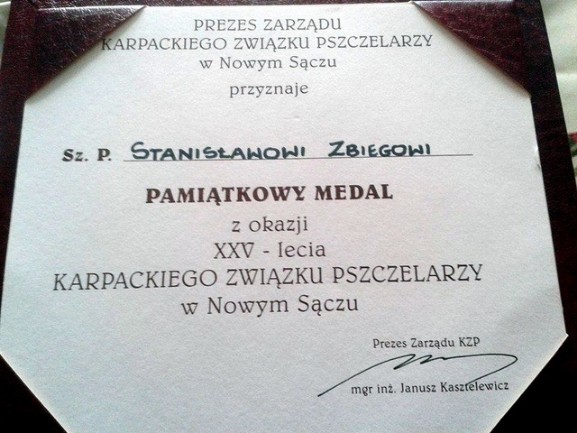 PREZES ZARZĄDU
KARPACKIEGO ZWIĄZKU PSZCZELARZY
w Nowym Sączu
przyznaje
Sz. P. STANISŁAWOWI ZBIEGOWI
PAMIĄTKOWY MEDAL
z okazji
XXV - lecia
KARPACKIEGO ZWIĄZKU PSZCZELARZY
w Nowym Sączu
Prezes Zarządu KZP
mgr inż. Janusz Kasztelewicz